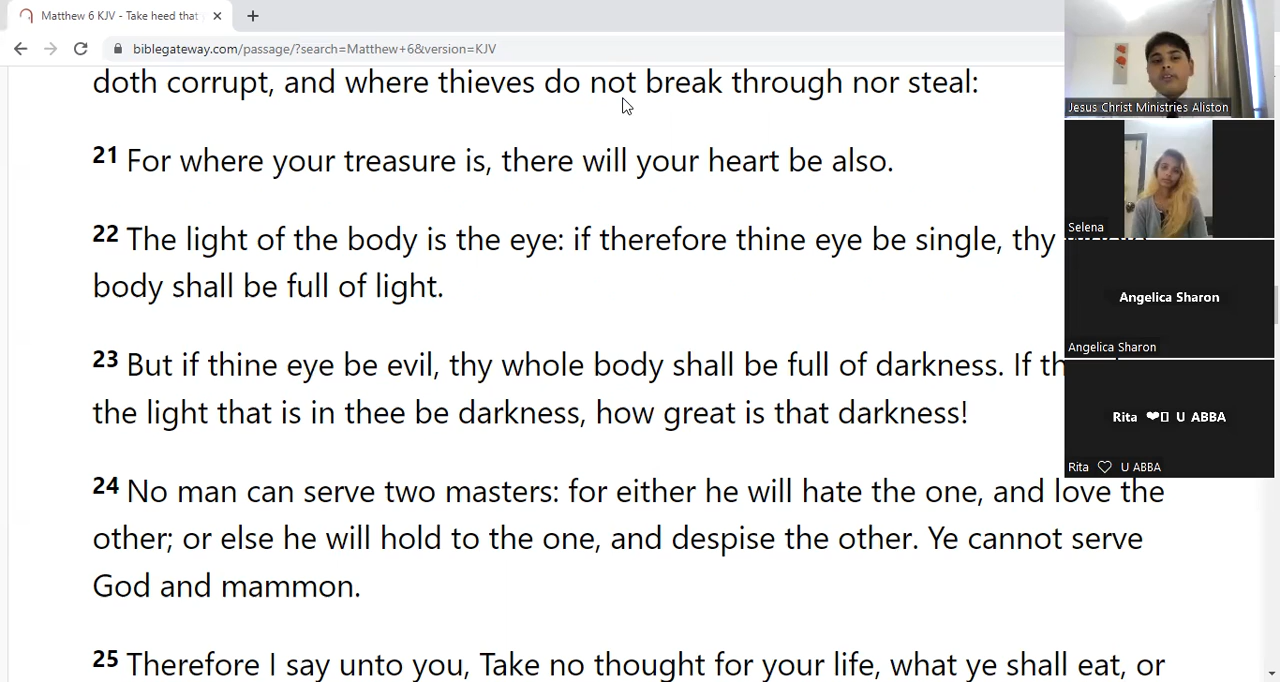 Matthew 6 KJV - Take heed that
biblegateway.com/passage/?search=Matthew+6&version=KJV
doth corrupt, and where thieves do not break through nor steal:
21 For where your treasure is, there will your heart be also.
22 The light of the body is the eye: if therefore thine eye be single, thy
body shall be full of light.
23 But if thine eye be evil, thy whole body shall be full of darkness. If th
the light that is in thee be darkness, how great is that darkness!
24 No man can serve two masters: for either he will hate the one, and love the
other; or else he will hold to the one, and despise the other. Ye cannot serve
God and mammon.
25 Therefore I say unto you, Take no thought for your life, what ye shall eat, or
Jesus Christ Ministries Aliston
Selena
Angelica Sharon
Angelica Sharon
Rita ❤ U ABBA
Rita ♡ U ABBA